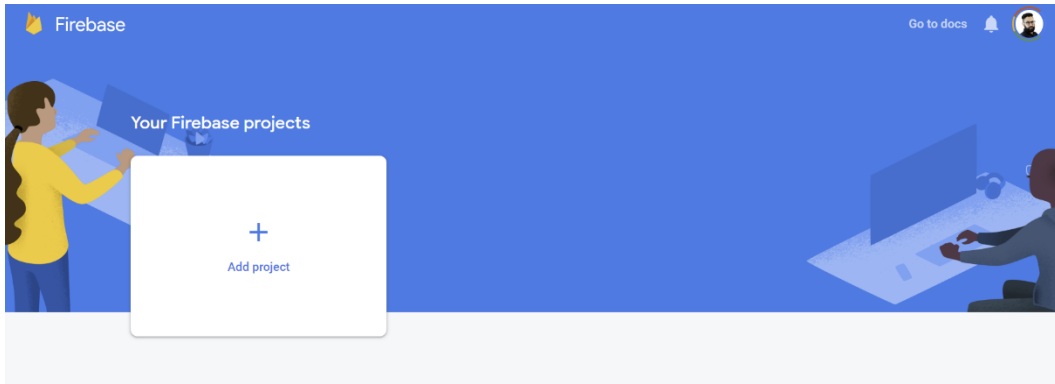 Firebase
Go to docs
Your Firebase projects
Add project